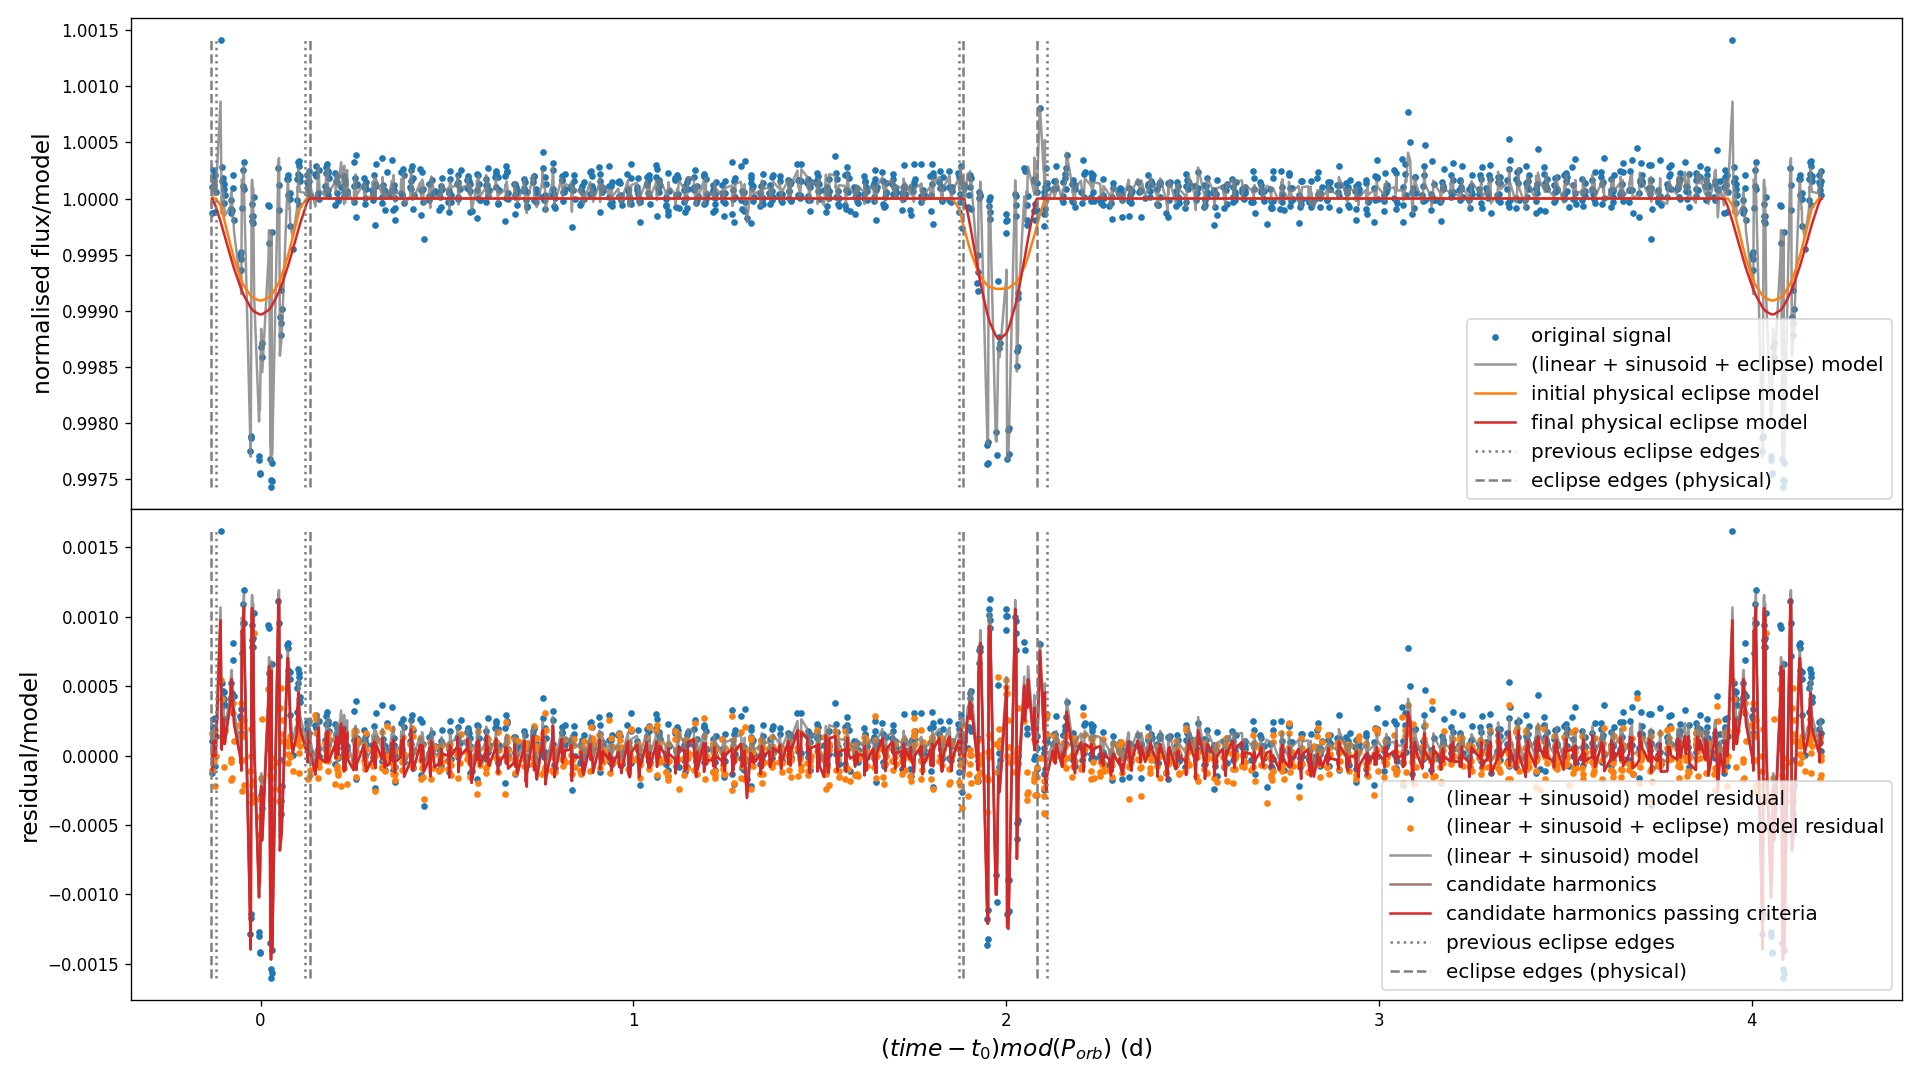 1.0015
1.0010
1.0005
1.0000
0.9995
0.9990
0.9985
0.9980
0.9975
normalised flux/model
original signal
(linear + sinusoid + eclipse) model
initial physical eclipse model
final physical eclipse model
previous eclipse edges
eclipse edges (physical)
0.0015
0.0010
0.0005
0.0000
−0.0005
−0.0010
−0.0015
residual/model
(linear + sinusoid) model residual
(linear + sinusoid + eclipse) model residual
(linear + sinusoid) model
candidate harmonics
candidate harmonics passing criteria
previous eclipse edges
eclipse edges (physical)
0 1 2 3 4
(time − t₀)mod(P_orb) (d)